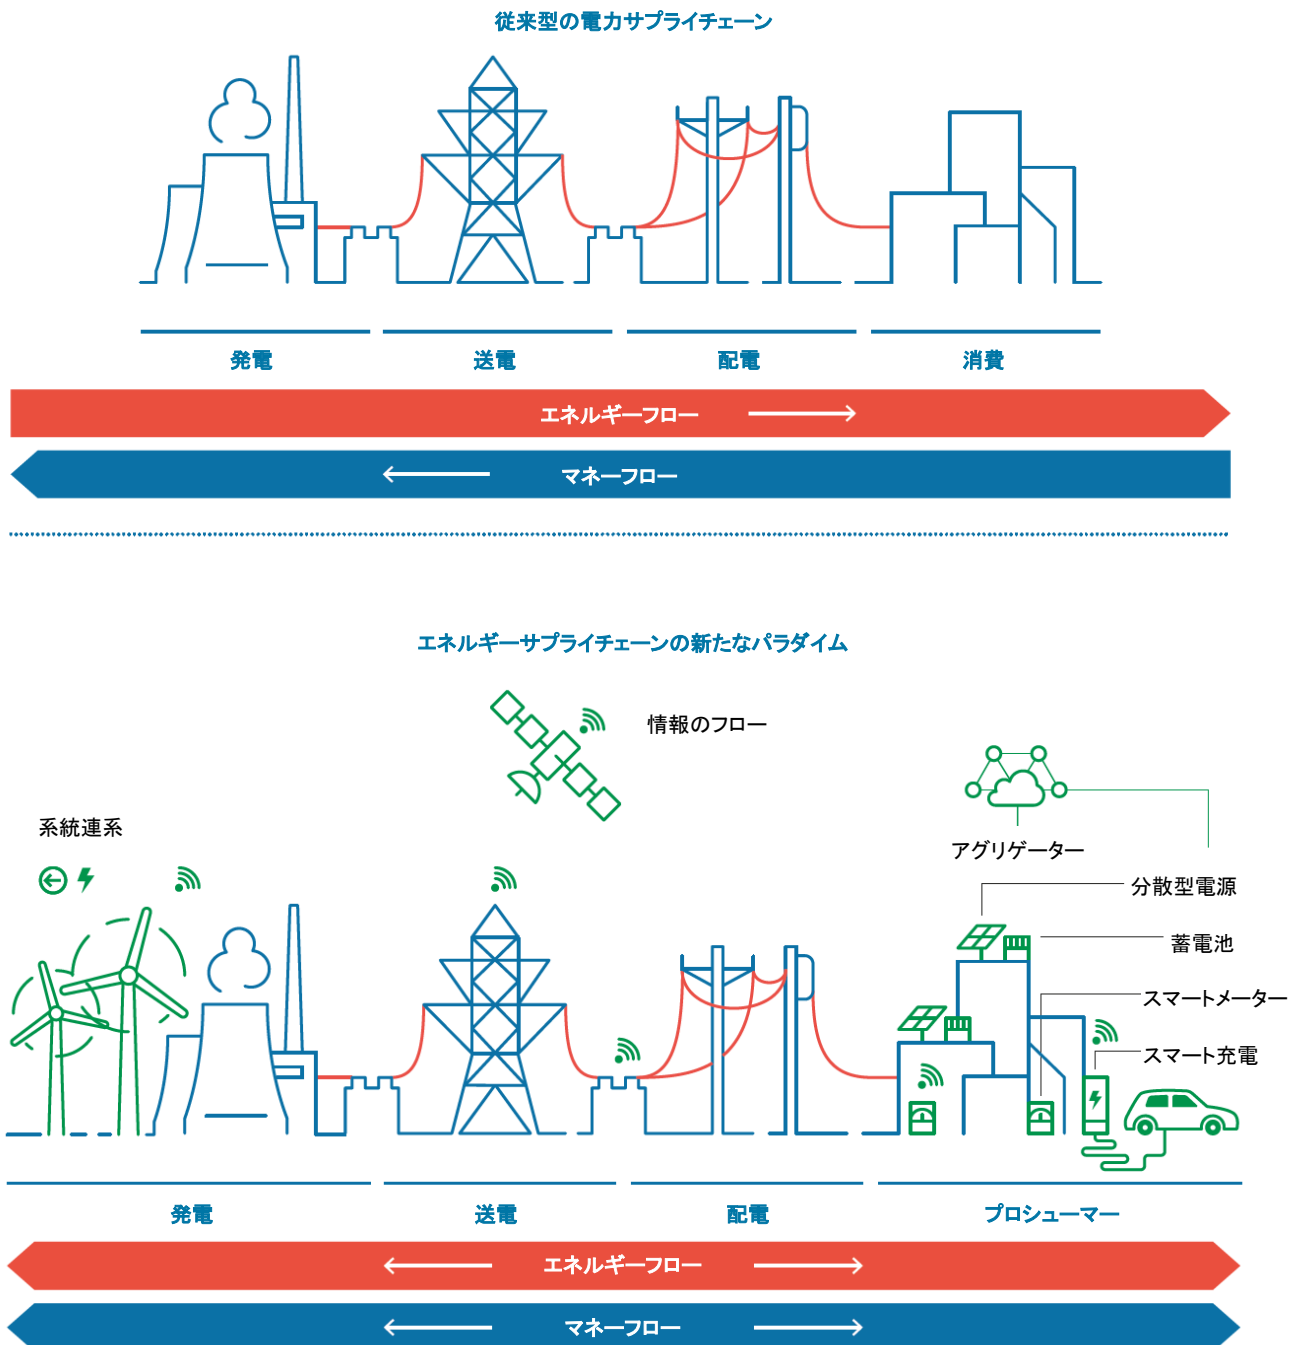 従来型の電力サプライチェーン
発電
送電
配電
消費
エネルギーフロー
マネーフロー
エネルギーサプライチェーンの新たなパラダイム
情報のフロー
系統連系
アグリゲーター
分散型電源
蓄電池
スマートメーター
スマート充電
発電
送電
配電
プロシューマー
エネルギーフロー
マネーフロー